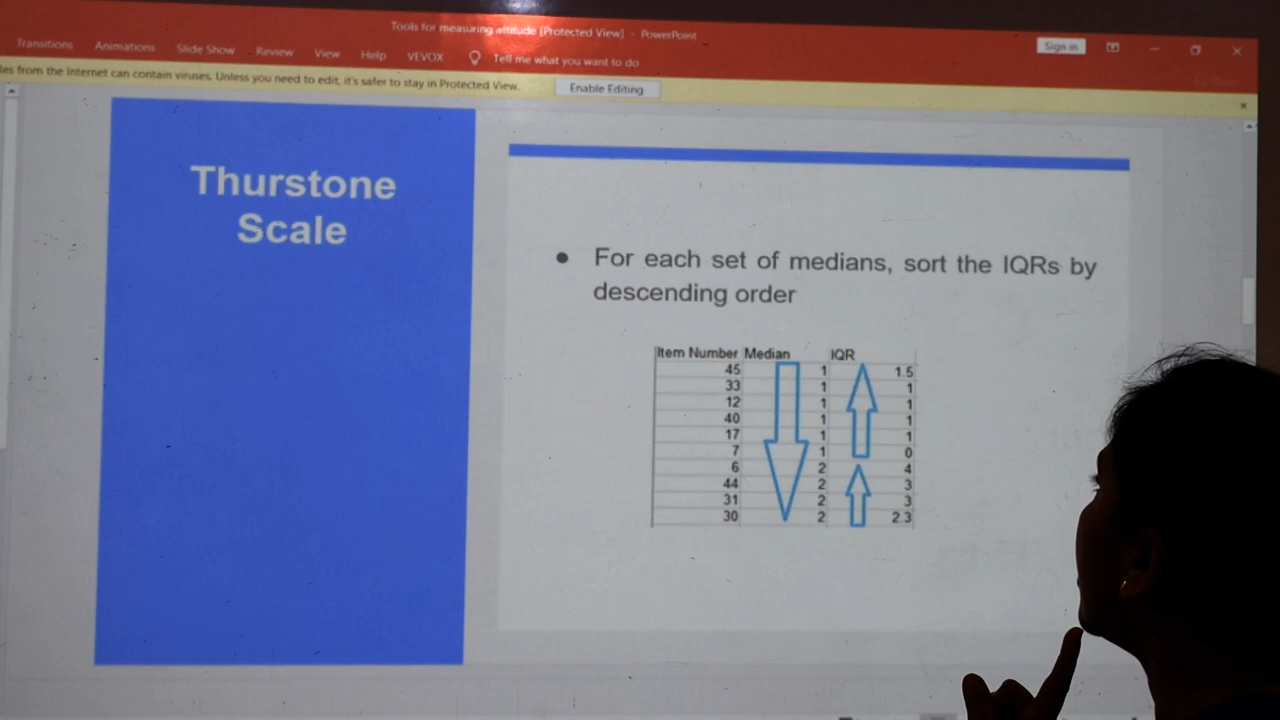 Tools for measuring attitude [Protected View] - PowerPoint
Sign in
Transitions Animations Slide Show Review View Help VEVOX Tell me what you want to do
les from the Internet can contain viruses. Unless you need to edit, it's safer to stay in Protected View. Enable Editing
Thurstone
Scale
● For each set of medians, sort the IQRs by
descending order
Item Number Median IQR
45 1 1.5
33 1 1
12 1 1
40 1 1
17 1 1
7 1 0
6 2 4
44 2 3
31 2 3
30 2 2.3